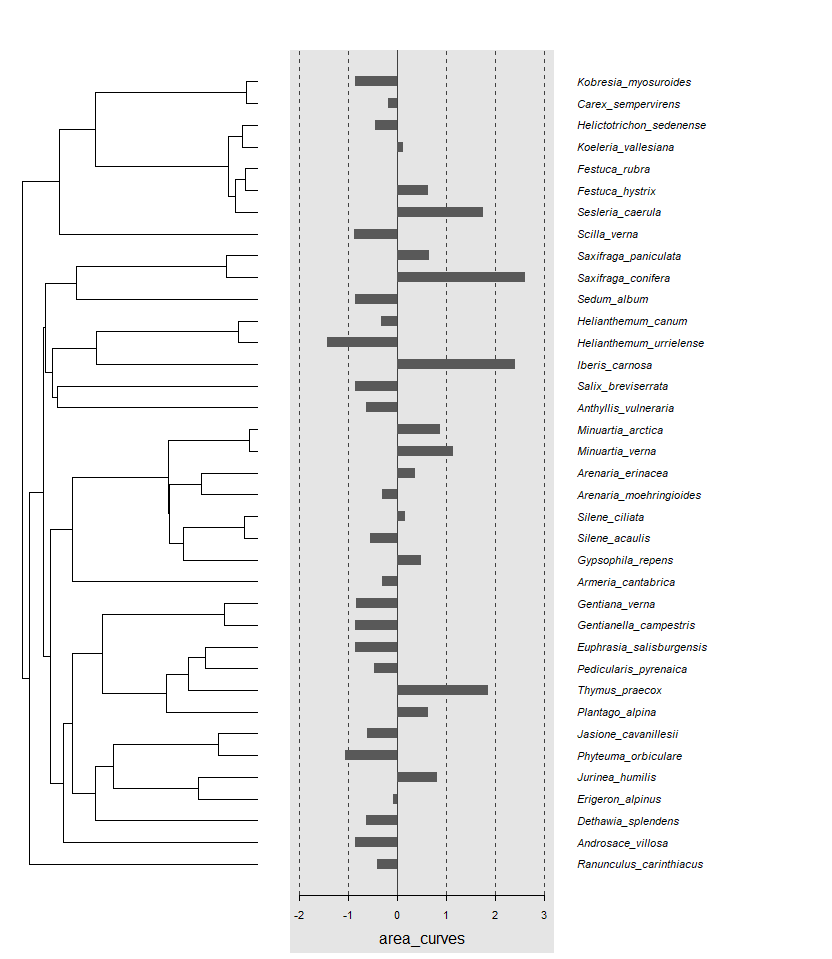 Kobresia_myosuroides
Carex_sempervirens
Helictotrichon_sedenense
Koeleria_vallesiana
Festuca_rubra
Festuca_hystrix
Sesleria_caerula
Scilla_verna
Saxifraga_paniculata
Saxifraga_conifera
Sedum_album
Helianthemum_canum
Helianthemum_urrielense
Iberis_carnosa
Salix_breviserrata
Anthyllis_vulneraria
Minuartia_arctica
Minuartia_verna
Arenaria_erinacea
Arenaria_moehringioides
Silene_ciliata
Silene_acaulis
Gypsophila_repens
Armeria_cantabrica
Gentiana_verna
Gentianella_campestris
Euphrasia_salisburgensis
Pedicularis_pyrenaica
Thymus_praecox
Plantago_alpina
Jasione_cavanillesii
Phyteuma_orbiculare
Jurinea_humilis
Erigeron_alpinus
Dethawia_splendens
Androsace_villosa
Ranunculus_carinthiacus
-2 -1 0 1 2 3
area_curves